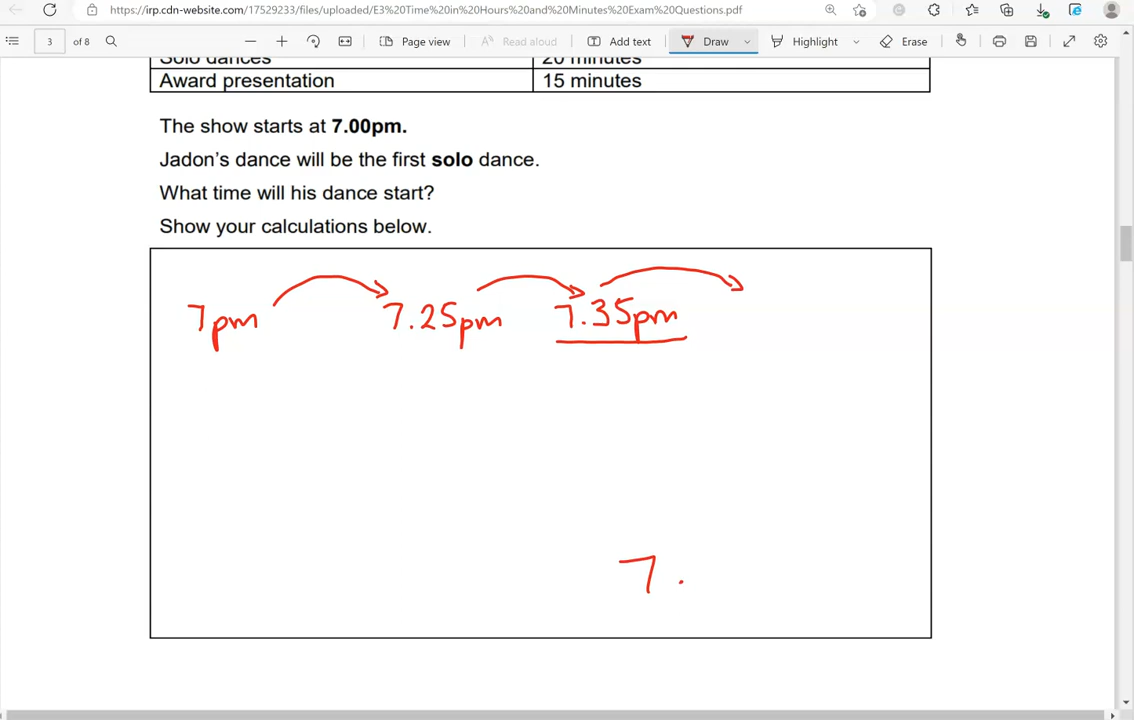 https://irp.cdn-website.com/17529233/files/uploaded/E3%20Time%20in%20Hours%20and%20Minutes%20Exam%20Questions.pdf
3 of 8 Page view Read aloud Add text Draw Highlight Erase
Solo dances 20 minutes
Award presentation 15 minutes
The show starts at 7.00pm.
Jadon’s dance will be the first solo dance.
What time will his dance start?
Show your calculations below.
7pm 7.25pm 7.35pm
7.